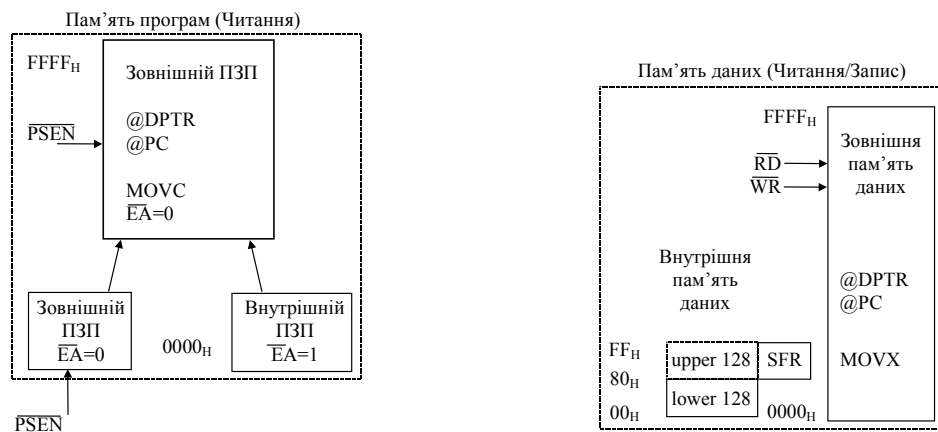 Пам’ять програм (Читання)
FFFFH
Зовнішній ПЗП
PSEN
@DPTR
@PC
MOVC
EA=0
Зовнішній
ПЗП
EA=0
0000H
Внутрішній
ПЗП
EA=1
PSEN
Пам’ять даних (Читання/Запис)
FFFFH
Зовнішня
пам’ять
даних
RD
WR
Внутрішня
пам’ять
даних
@DPTR
@PC
FFH
upper 128
SFR
MOVX
80H
lower 128
00H
0000H